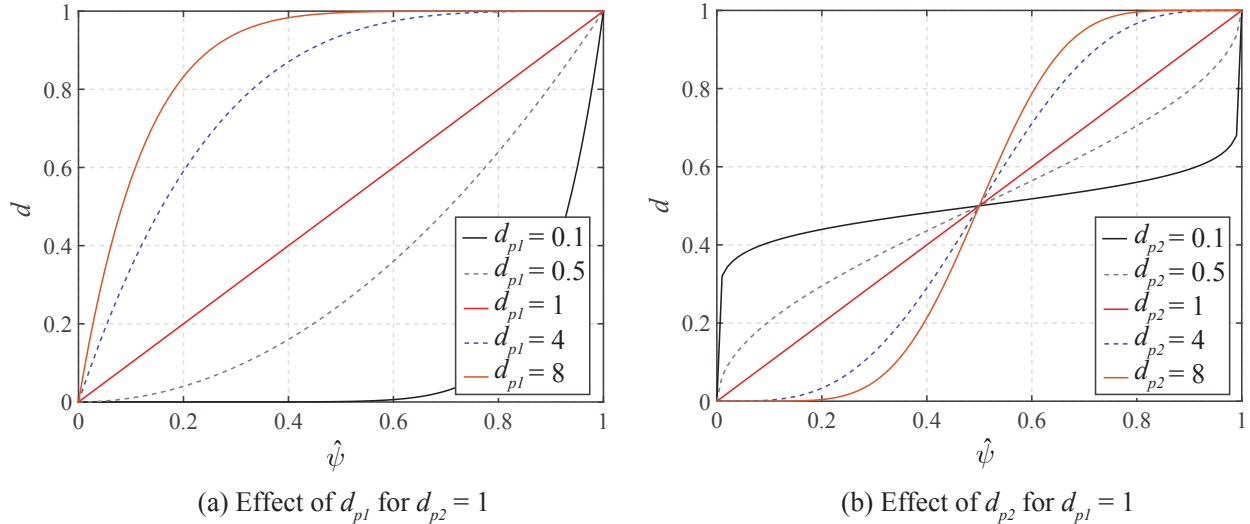 1
0.8
0.6
0.4
0.2
0
d
0
0.2
0.4
0.6
0.8
1
ψ̂
d_{p1} = 0.1
d_{p1} = 0.5
d_{p1} = 1
d_{p1} = 4
d_{p1} = 8
(a) Effect of d_{p1} for d_{p2} = 1
1
0.8
0.6
0.4
0.2
0
d
0
0.2
0.4
0.6
0.8
1
ψ̂
d_{p2} = 0.1
d_{p2} = 0.5
d_{p2} = 1
d_{p2} = 4
d_{p2} = 8
(b) Effect of d_{p2} for d_{p1} = 1